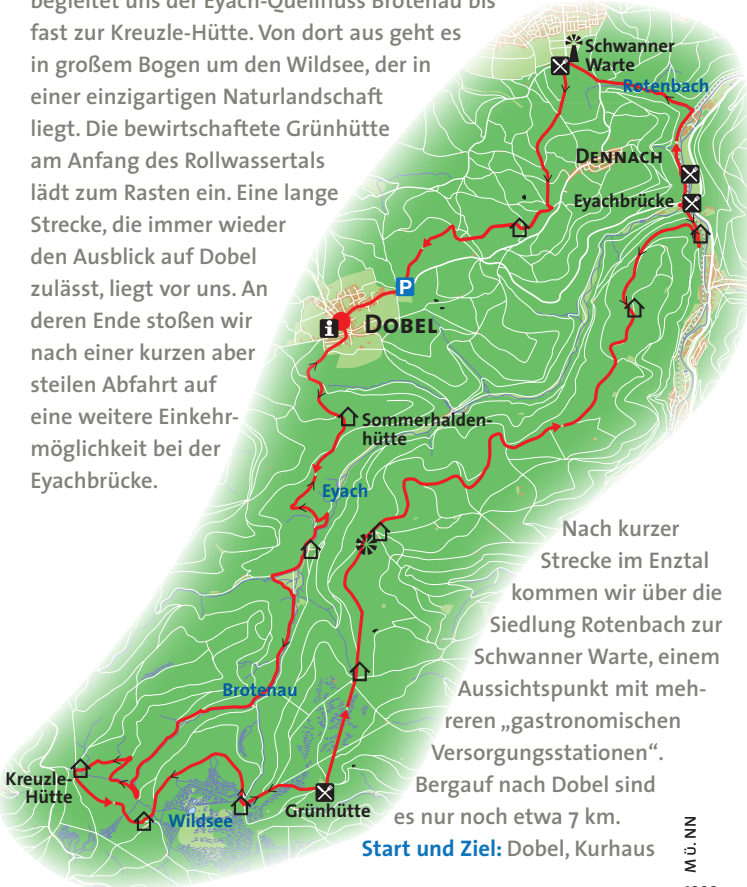 begleitet uns der Eyach-Quellfluss Brotenau bis
fast zur Kreuzle-Hütte. Von dort aus geht es
in großem Bogen um den Wildsee, der in
einer einzigartigen Naturlandschaft
liegt. Die bewirtschaftete Grünhütte
am Anfang des Rollwassertals
lädt zum Rasten ein. Eine lange
Strecke, die immer wieder
den Ausblick auf Dobel
zulässt, liegt vor uns. An
deren Ende stoßen wir
nach einer kurzen aber
steilen Abfahrt auf
eine weitere Einkehr-
möglichkeit bei der
Eyachbrücke.
Schwanner
Warte
Rotenbach
DENNACH
Eyachbrücke
P
i
DOBEL
Sommerhalden-
hütte
Eyach
Brotenau
Kreuzle-
Hütte
Wildsee
Grünhütte
Nach kurzer
Strecke im Enztal
kommen wir über die
Siedlung Rotenbach zur
Schwanner Warte, einem
Aussichtspunkt mit meh-
reren „gastronomischen
Versorgungsstationen“.
Bergauf nach Dobel sind
es nur noch etwa 7 km.
Start und Ziel: Dobel, Kurhaus
MÜ.NN